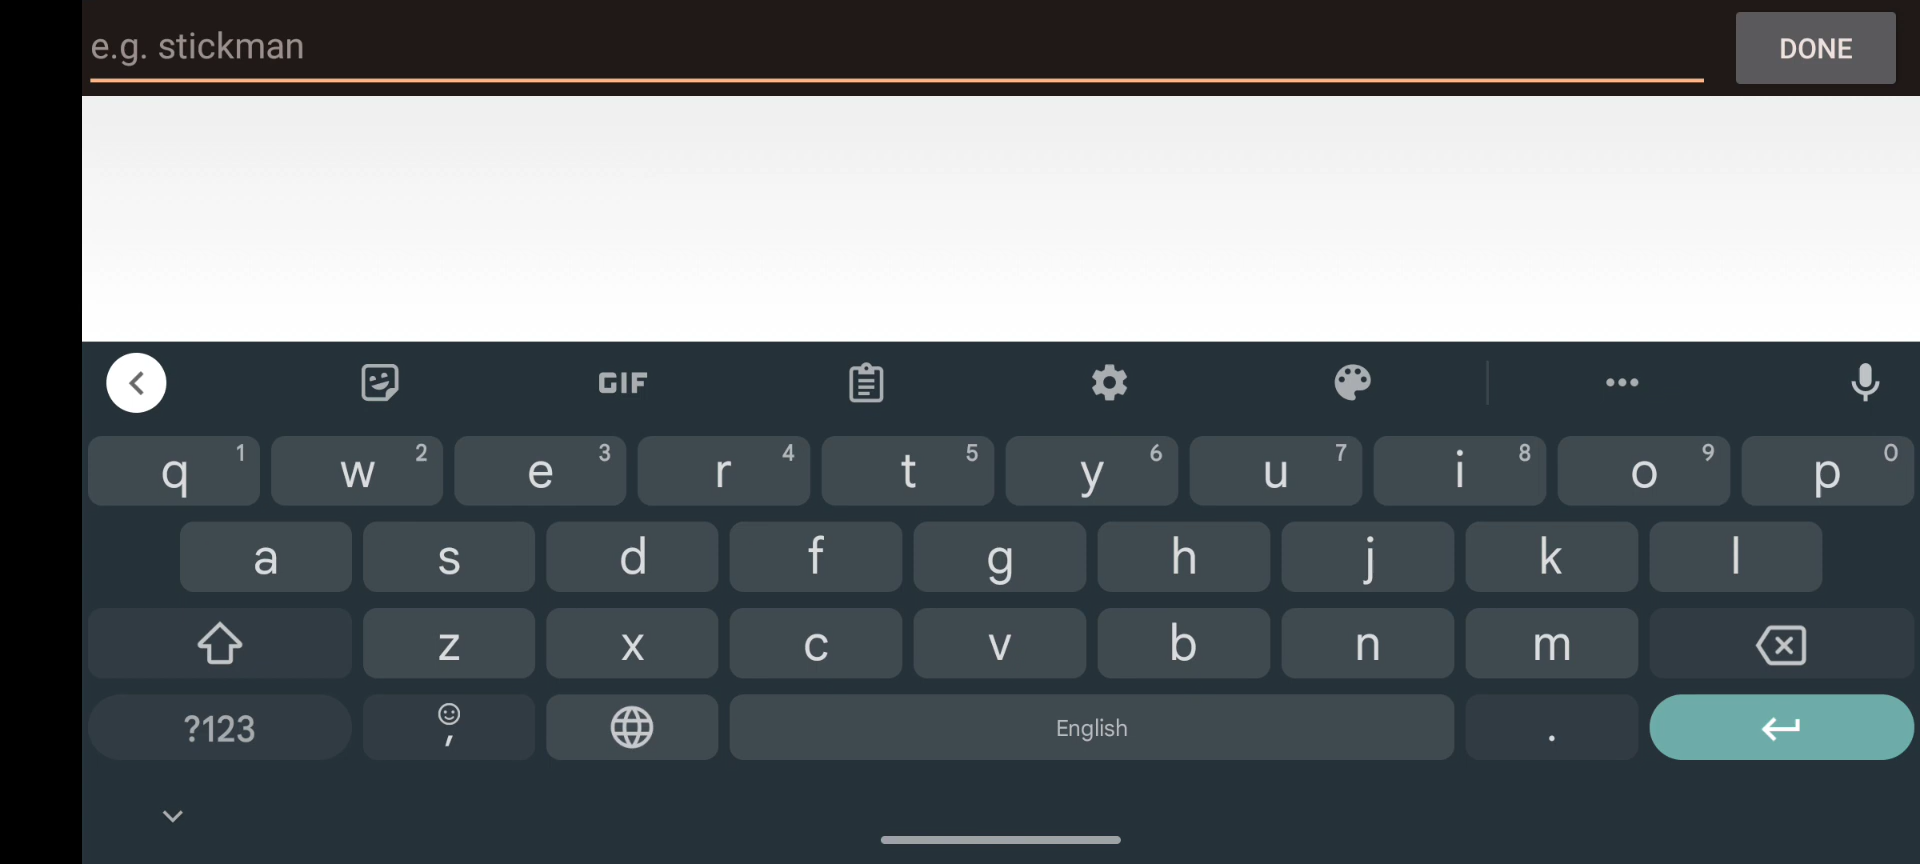 e.g. stickman
DONE
GIF
q 1 w 2 e 3 r 4 t 5 y 6 u 7 i 8 o 9 p 0
a s d f g h j k l
z x c v b n m
?123 , English .